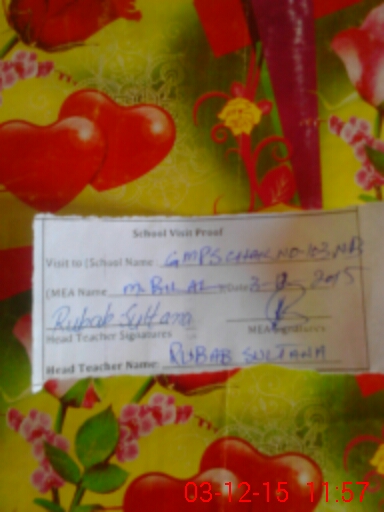 School Visit Proof
Visit to (School Name GMPS CHAK NO-103, NB
(MEA Name M. BILAL Date 3- 2015
Rubab Sultana
Head Teacher Signatures MEA Signatures
Head Teacher Name: RUBAB SULTANA
03-12-15 11:57